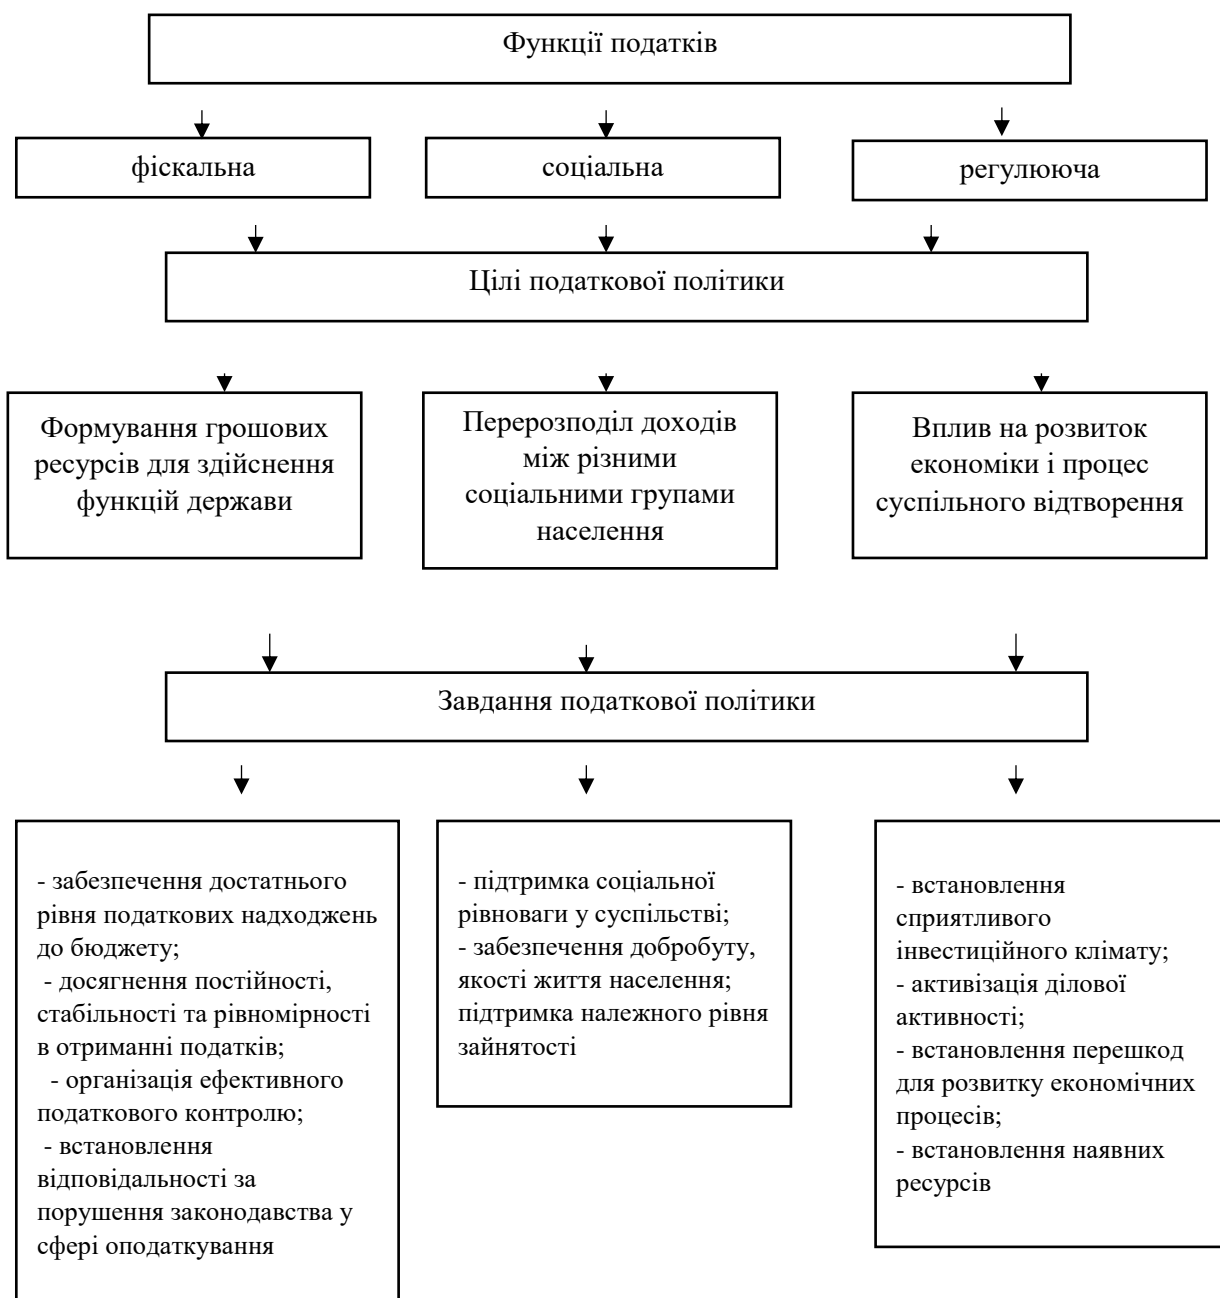 Функції податків
фіскальна
соціальна
регулююча
Цілі податкової політики
Формування грошових
ресурсів для здійснення
функцій держави
Перерозподіл доходів
між різними
соціальними групами
населення
Вплив на розвиток
економіки і процес
суспільного відтворення
Завдання податкової політики
- забезпечення достатнього
рівня податкових надходжень
до бюджету;
- досягнення постійності,
стабільності та рівномірності
в отриманні податків;
- організація ефективного
податкового контролю;
- встановлення
відповідальності за
порушення законодавства у
сфері оподаткування
- підтримка соціальної
рівноваги у суспільстві;
- забезпечення добробуту,
якості життя населення;
підтримка належного рівня
зайнятості
- встановлення
сприятливого
інвестиційного клімату;
- активізація ділової
активності;
- встановлення перешкод
для розвитку економічних
процесів;
- встановлення наявних
ресурсів